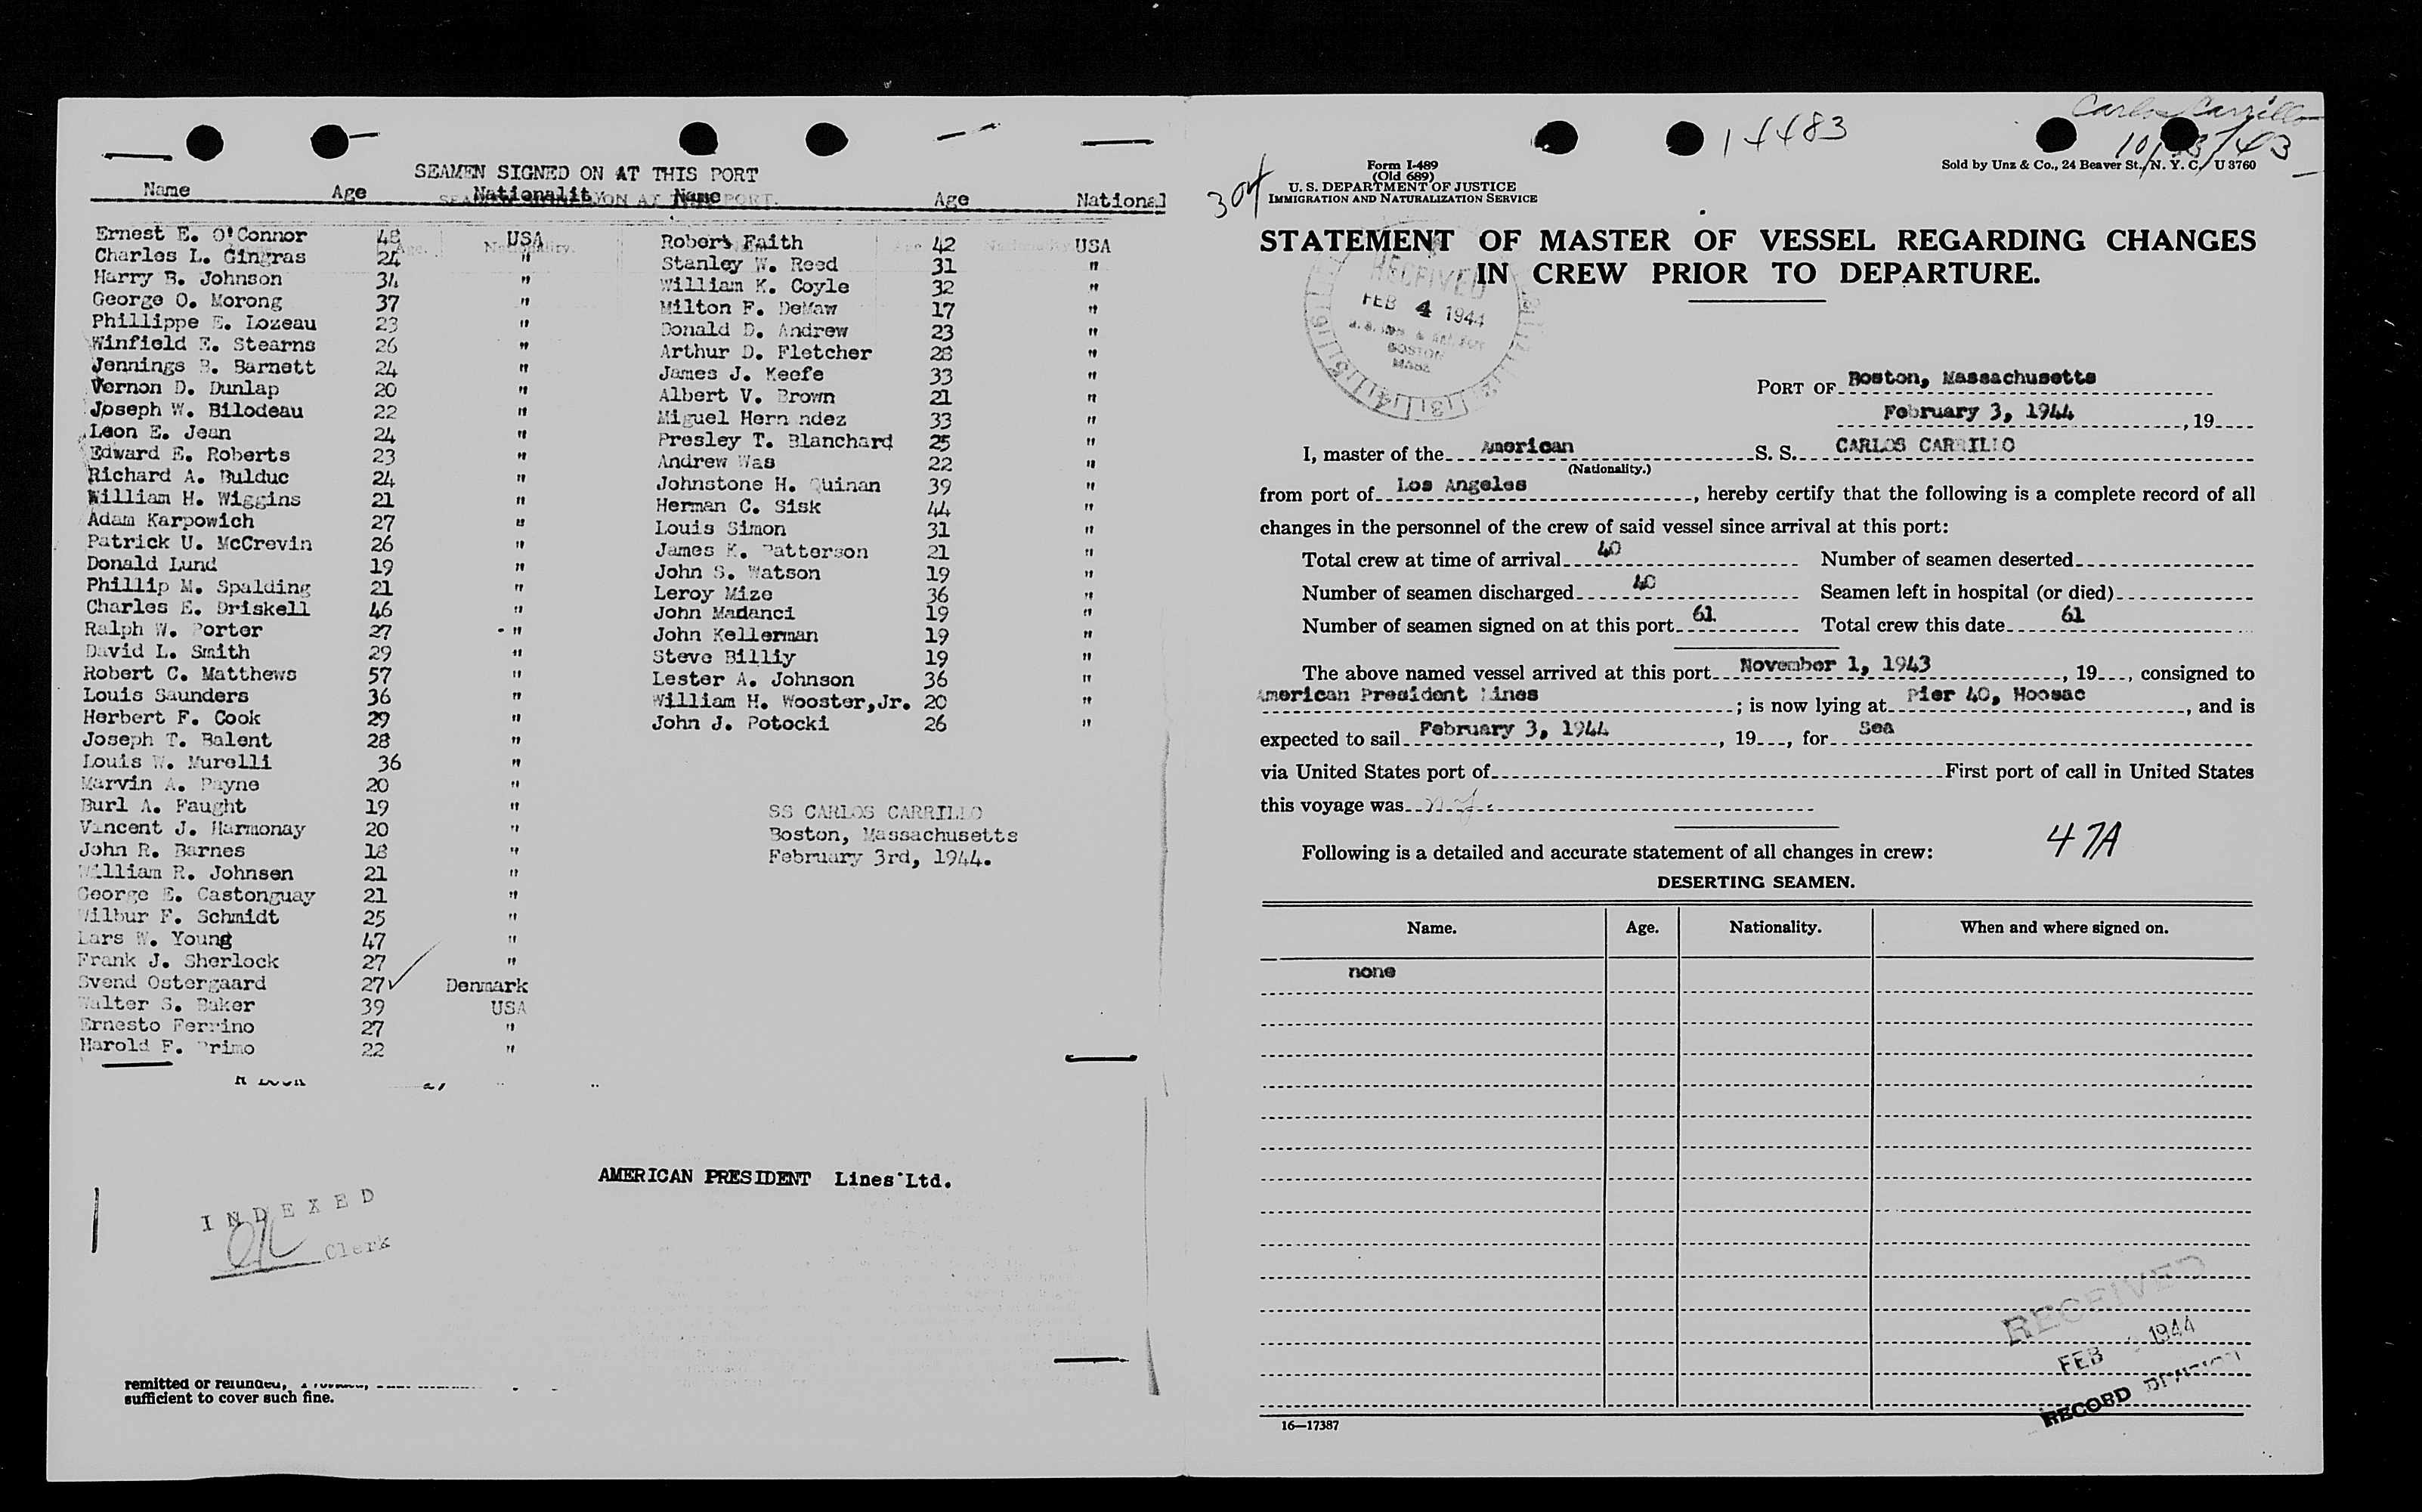 SEAMEN SIGNED ON AT THIS PORT
Name Age Nationalit Name Age National
Ernest E. O'Connor 48 USA
Charles L. Gingras 24 "
Harry B. Johnson 34 "
George O. Morong 37 "
Phillippe E. Lozeau 23 "
Winfield E. Stearns 26 "
Jennings B. Barnett 24 "
Vernon D. Dunlap 20 "
Joseph W. Bilodeau 22 "
Leon E. Jean 24 "
Edward E. Roberts 23 "
Richard A. Bulduc 24 "
William H. Wiggins 21 "
Adam Karpowich 27 "
Patrick U. McCrevin 26 "
Donald Lund 19 "
Phillip M. Spalding 21 "
Charles E. Driskell 46 "
Ralph W. Porter 27 "
David L. Smith 29 "
Robert C. Matthews 57 "
Louis Saunders 36 "
Herbert F. Cook 29 "
Joseph T. Balent 28 "
Louis W. Murelli 36 "
Marvin A. Payne 20 "
Burl A. Faught 19 "
Vincent J. Harmonay 20 "
John R. Barnes 18 "
William R. Johnsen 21 "
George E. Castonguay 21 "
Wilbur F. Schmidt 25 "
Lars W. Young 47 "
Frank J. Sherlock 27 "
Svend Ostergaard 27 Denmark
Walter S. Baker 39 USA
Ernesto Ferrino 27 "
Harold F. Primo 22 "
Robert Faith 42 USA
Stanley W. Reed 31 "
William K. Coyle 32 "
Milton F. DeMaw 17 "
Donald D. Andrew 23 "
Arthur D. Fletcher 28 "
James J. Keefe 33 "
Albert V. Brown 21 "
Miguel Hern ndez 33 "
Presley T. Blanchard 25 "
Andrew Was 22 "
Johnstone H. Quinan 39 "
Herman C. Sisk 44 "
Louis Simon 31 "
James K. Patterson 21 "
John S. Watson 19 "
Leroy Mize 36 "
John Madanci 19 "
John Kellerman 19 "
Steve Billiy 19 "
Lester A. Johnson 36 "
William H. Wooster,Jr. 20 "
John J. Potocki 26 "
SS CARLOS CARRILLO
Boston, Massachusetts
February 3rd, 1944.
AMERICAN PRESIDENT Lines Ltd.
INDEXED
Clerk
remitted or refunded,
sufficient to cover such fine.
Carlos Carrillo
14483
304
Form I-489
(Old 689)
U. S. DEPARTMENT OF JUSTICE
IMMIGRATION AND NATURALIZATION SERVICE
Sold by Unz & Co., 24 Beaver St., N. Y. C. U 3760
STATEMENT OF MASTER OF VESSEL REGARDING CHANGES
IN CREW PRIOR TO DEPARTURE.
RECEIVED
FEB 4 1944
BOSTON
MASS
PORT OF Boston, Massachusetts
February 3, 1944, 19
I, master of the American S. S. CARLOS CARRILLO
(Nationality.)
from port of Los Angeles, hereby certify that the following is a complete record of all
changes in the personnel of the crew of said vessel since arrival at this port:
Total crew at time of arrival 40 Number of seamen deserted
Number of seamen discharged 40 Seamen left in hospital (or died)
Number of seamen signed on at this port 61 Total crew this date 61
The above named vessel arrived at this port November 1, 1943, 19, consigned to
American President Lines; is now lying at Pier 40, Hoosac, and is
expected to sail February 3, 1944, 19, for Sea
via United States port of First port of call in United States
this voyage was
47A
Following is a detailed and accurate statement of all changes in crew:
DESERTING SEAMEN.
Name. Age. Nationality. When and where signed on.
none
RECEIVED
FEB 1944
RECORD DIVISION
16—17387